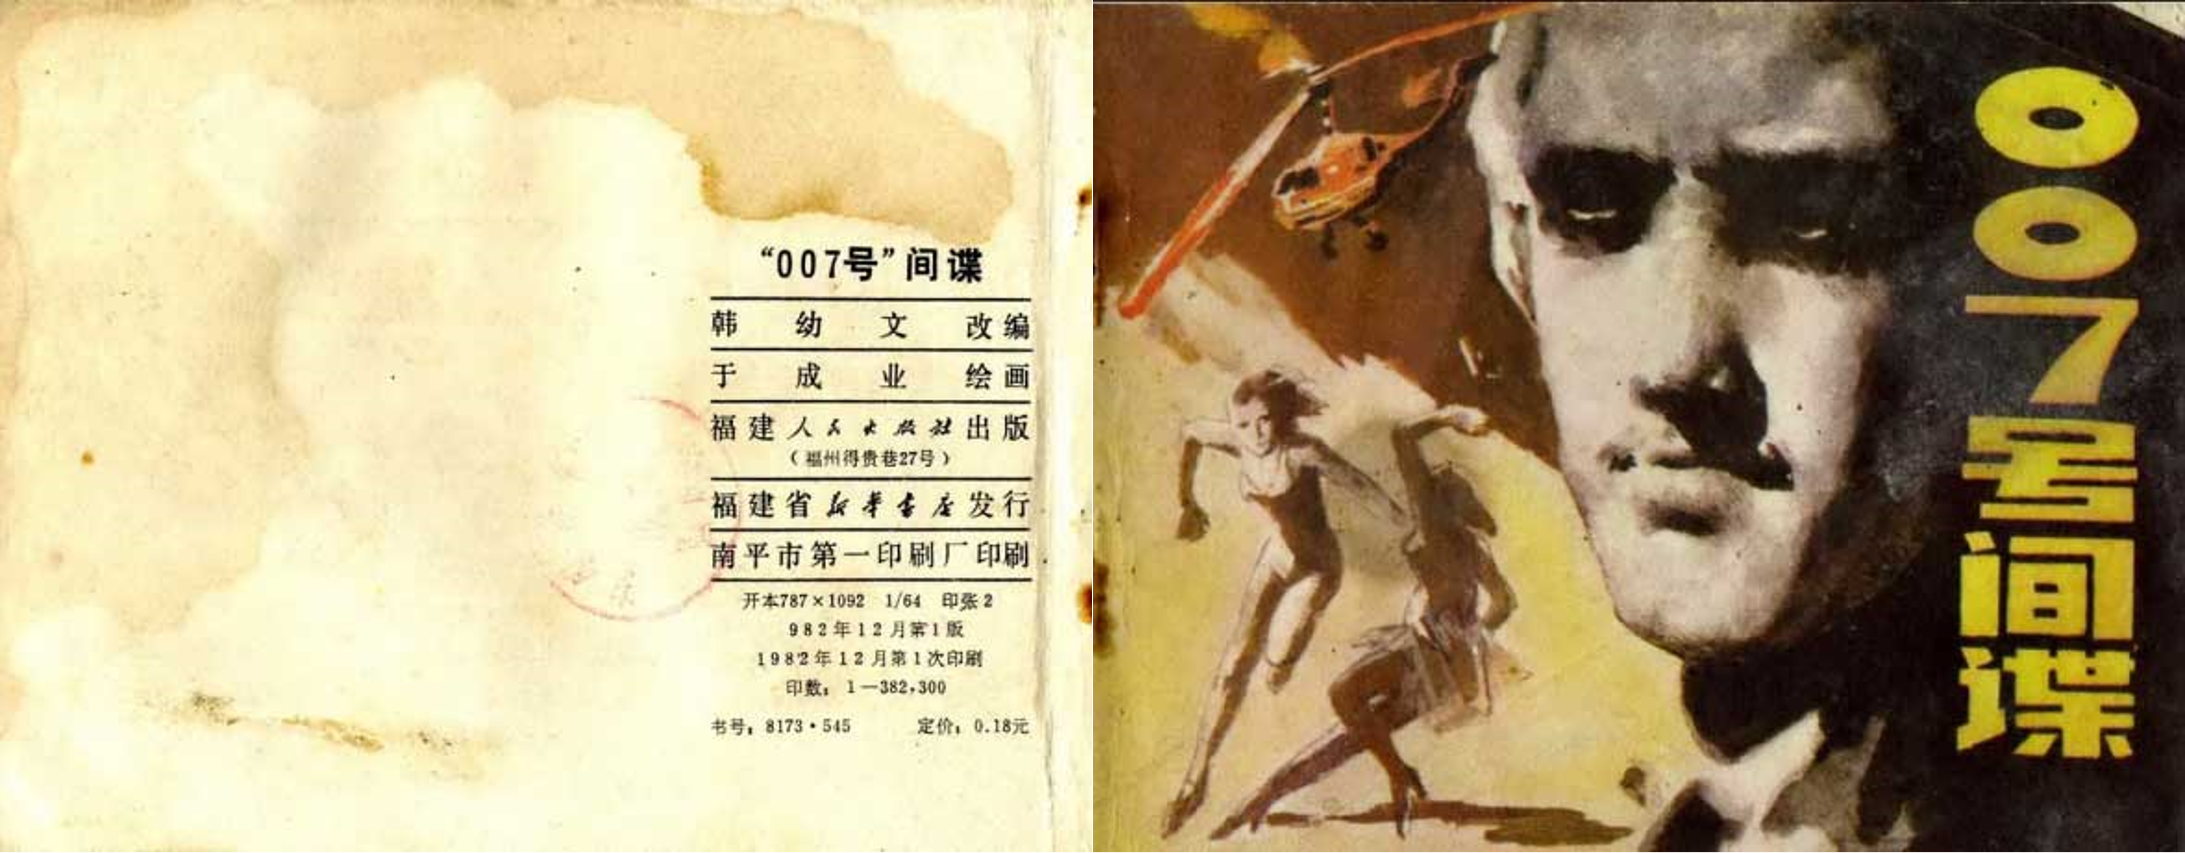 “007号”间谍
韩幼文 改编
于成业 绘画
福建人民出版社出版
（福州得贵巷27号）
福建省新华书店发行
南平市第一印刷厂印刷
开本787×1092 1/64 印张2
982年12月第1版
1982年12月第1次印刷
印数：1—382,300
书号：8173·545 定价：0.18元
007号间谍